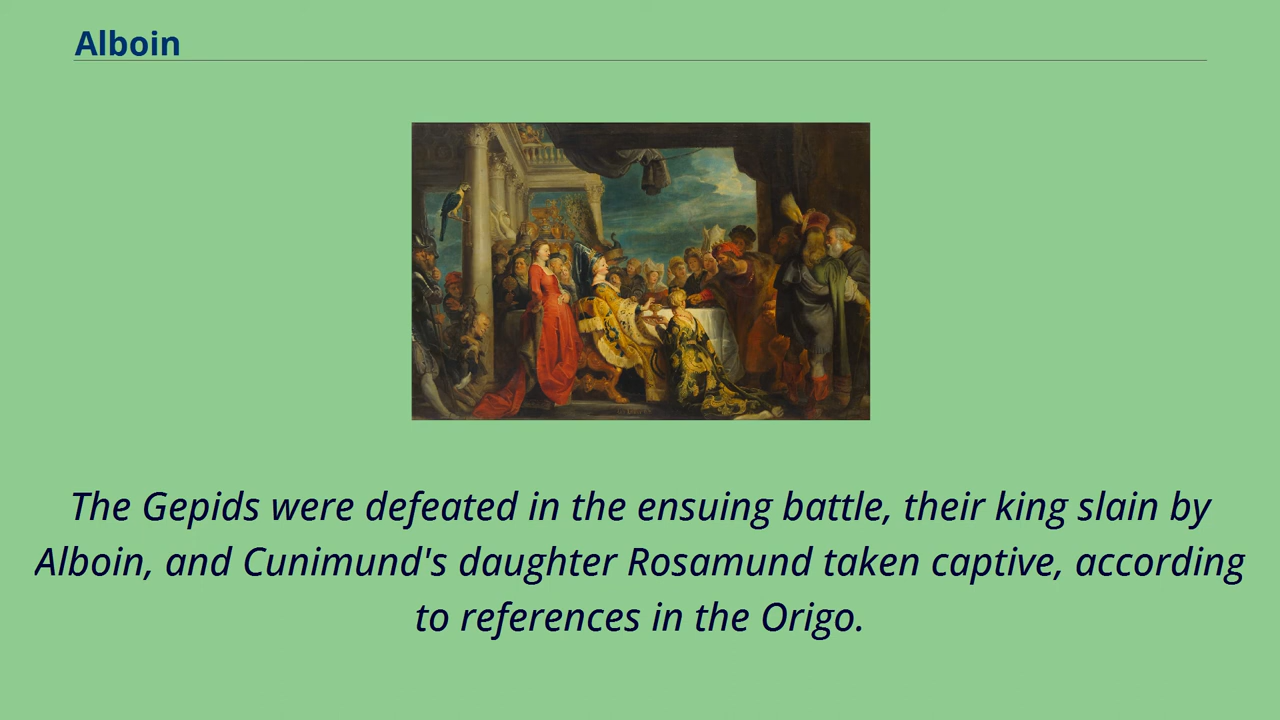 Alboin
The Gepids were defeated in the ensuing battle, their king slain by
Alboin, and Cunimund's daughter Rosamund taken captive, according
to references in the Origo.